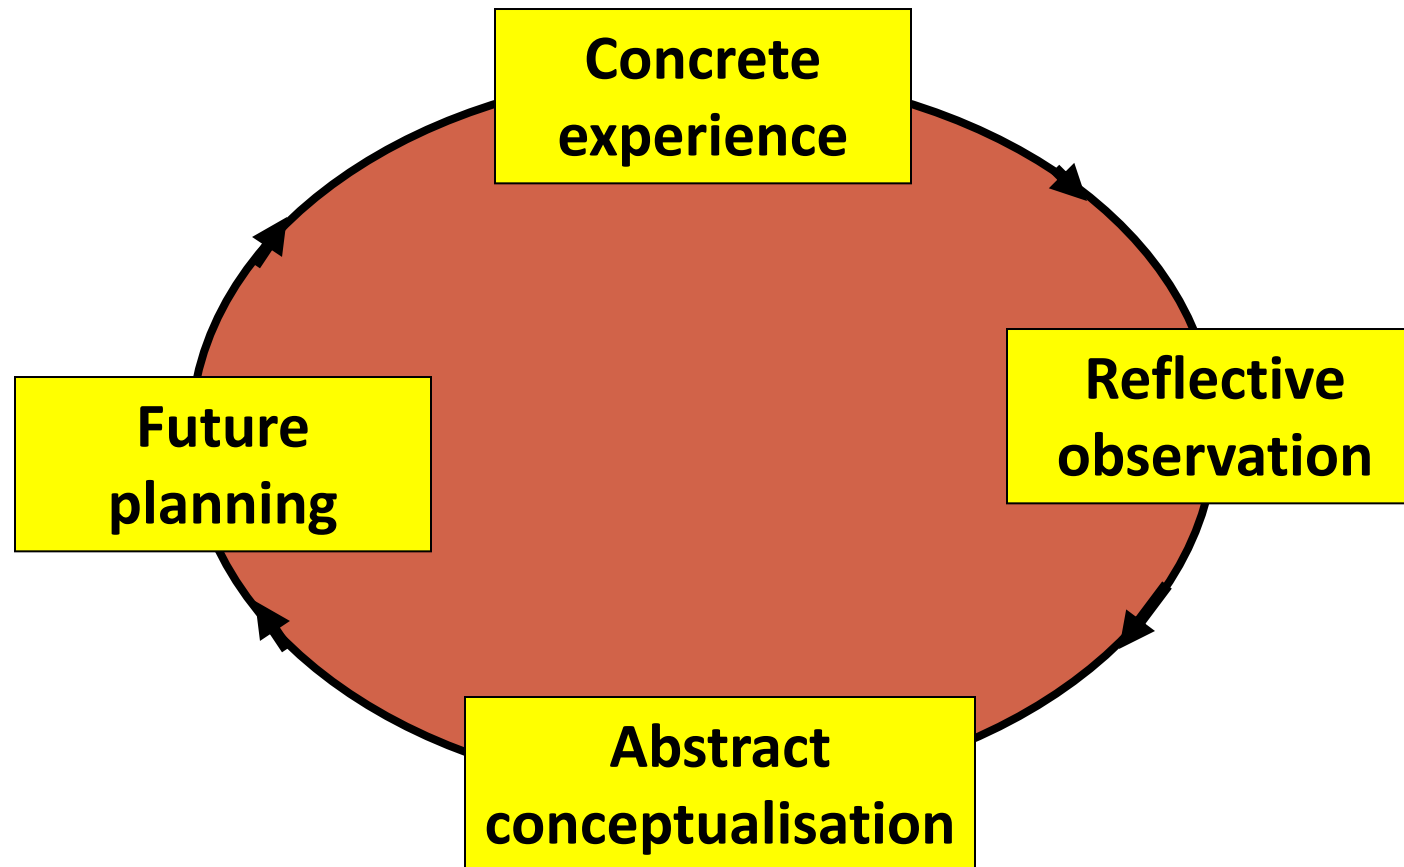 Concrete
experience
Reflective
observation
Future
planning
Abstract
conceptualisation